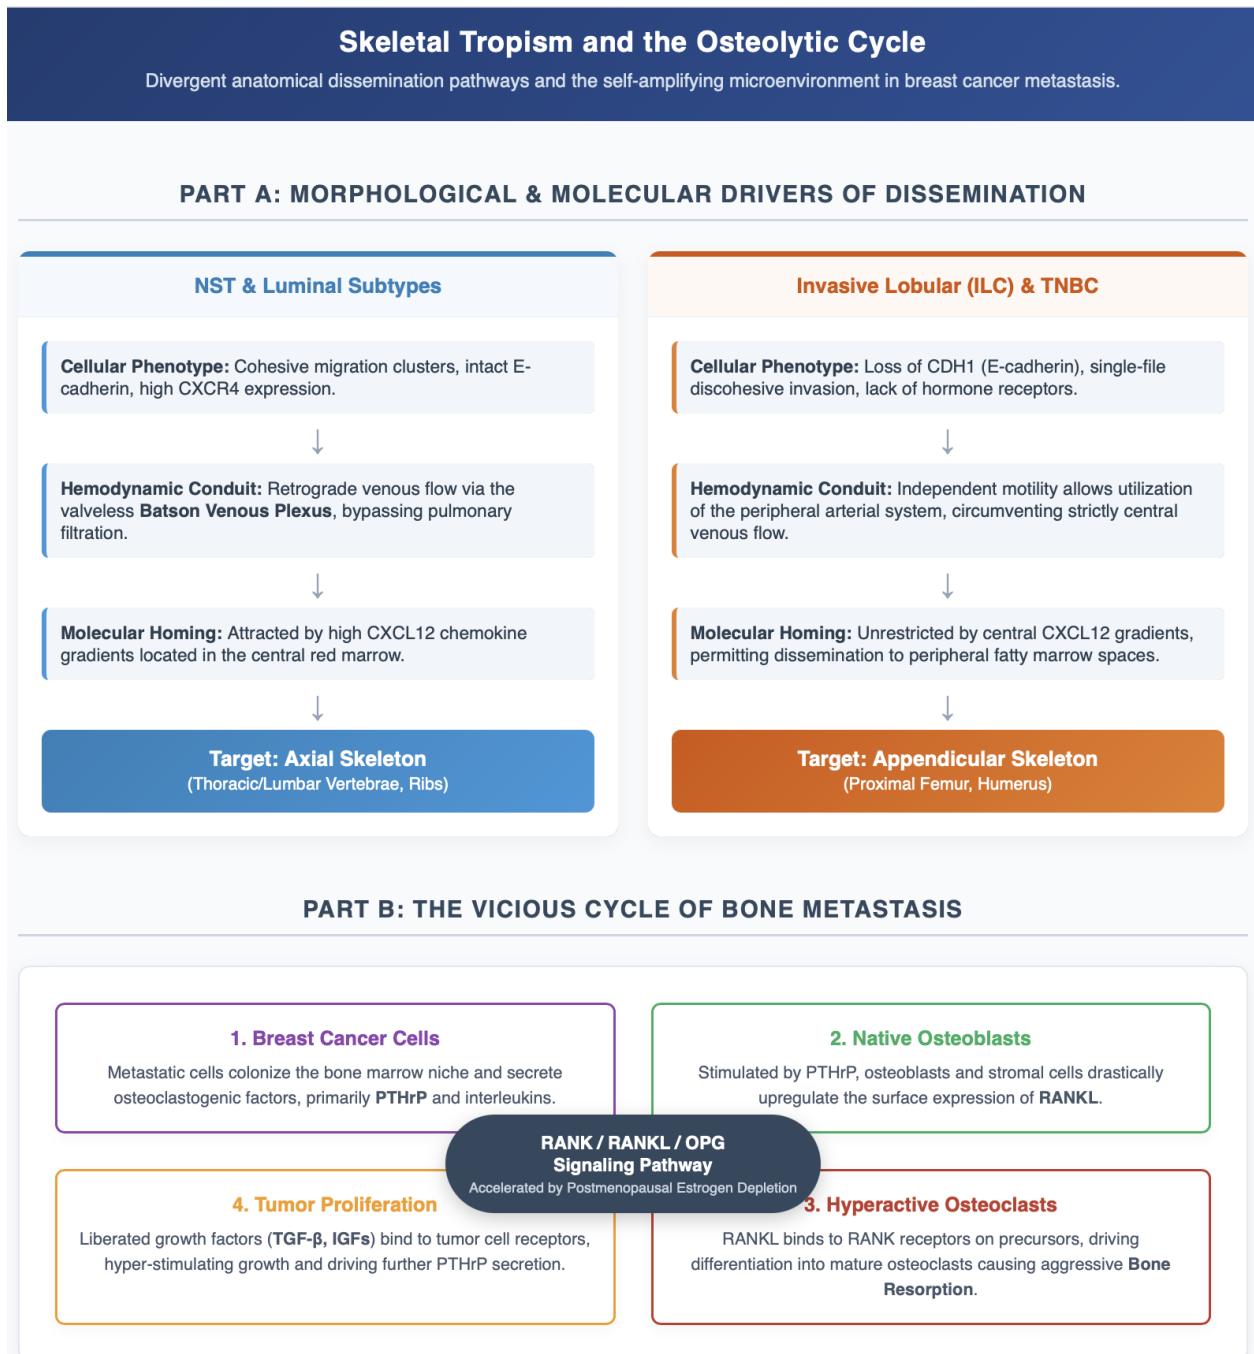 Skeletal Tropism and the Osteolytic Cycle
Divergent anatomical dissemination pathways and the self-amplifying microenvironment in breast cancer metastasis.
PART A: MORPHOLOGICAL & MOLECULAR DRIVERS OF DISSEMINATION
NST & Luminal Subtypes
Cellular Phenotype: Cohesive migration clusters, intact E-
cadherin, high CXCR4 expression.
↓
Hemodynamic Conduit: Retrograde venous flow via the
valveless Batson Venous Plexus, bypassing pulmonary
filtration.
↓
Molecular Homing: Attracted by high CXCL12 chemokine
gradients located in the central red marrow.
↓
Target: Axial Skeleton
(Thoracic/Lumbar Vertebrae, Ribs)
Invasive Lobular (ILC) & TNBC
Cellular Phenotype: Loss of CDH1 (E-cadherin), single-file
discohesive invasion, lack of hormone receptors.
↓
Hemodynamic Conduit: Independent motility allows utilization
of the peripheral arterial system, circumventing strictly central
venous flow.
↓
Molecular Homing: Unrestricted by central CXCL12 gradients,
permitting dissemination to peripheral fatty marrow spaces.
↓
Target: Appendicular Skeleton
(Proximal Femur, Humerus)
PART B: THE VICIOUS CYCLE OF BONE METASTASIS
1. Breast Cancer Cells
Metastatic cells colonize the bone marrow niche and secrete
osteoclastogenic factors, primarily PTHrP and interleukins.
2. Native Osteoblasts
Stimulated by PTHrP, osteoblasts and stromal cells drastically
upregulate the surface expression of RANKL.
RANK / RANKL / OPG
Signaling Pathway
Accelerated by Postmenopausal Estrogen Depletion
4. Tumor Proliferation
Liberated growth factors (TGF-β, IGFs) bind to tumor cell receptors,
hyper-stimulating growth and driving further PTHrP secretion.
3. Hyperactive Osteoclasts
RANKL binds to RANK receptors on precursors, driving
differentiation into mature osteoclasts causing aggressive Bone
Resorption.